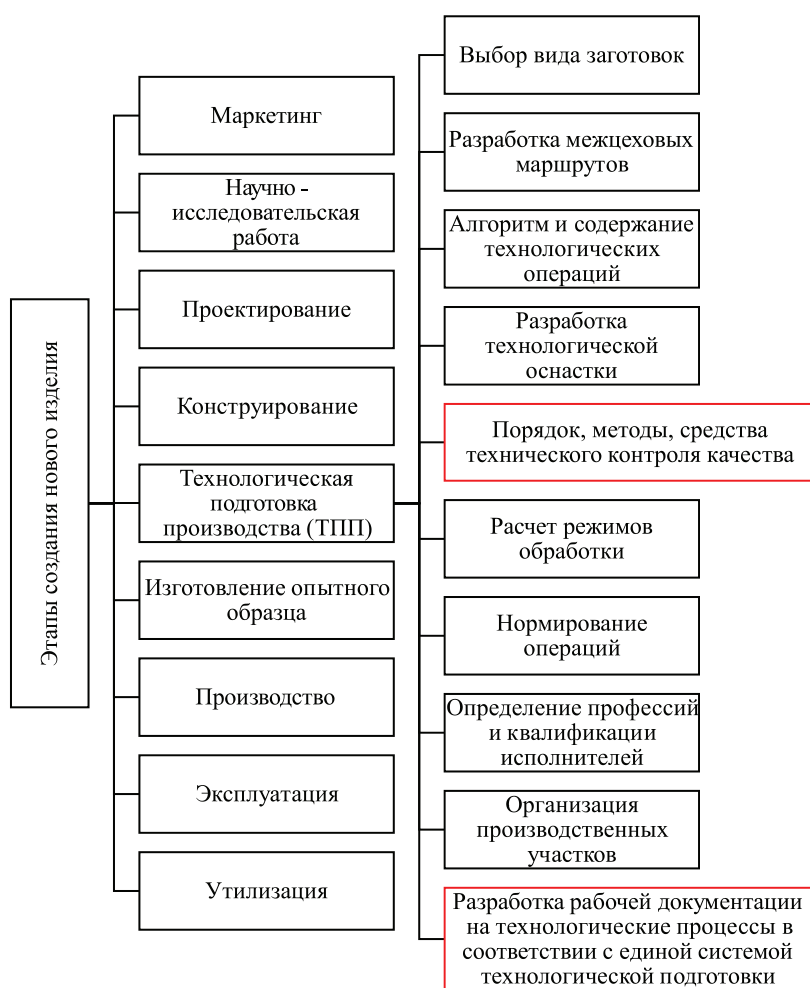 Этапы создания нового изделия
Маркетинг
Научно -
исследовательская
работа
Проектирование
Конструирование
Технологическая
подготовка
производства (ТПП)
Изготовление опытного
образца
Производство
Эксплуатация
Утилизация
Выбор вида заготовок
Разработка межцеховых
маршрутов
Алгоритм и содержание
технологических
операций
Разработка
технологической
оснастки
Порядок, методы, средства
технического контроля качества
Расчет режимов
обработки
Нормирование
операций
Определение профессий
и квалификации
исполнителей
Организация
производственных
участков
Разработка рабочей документации
на технологические процессы в
соответствии с единой системой
технологической подготовки